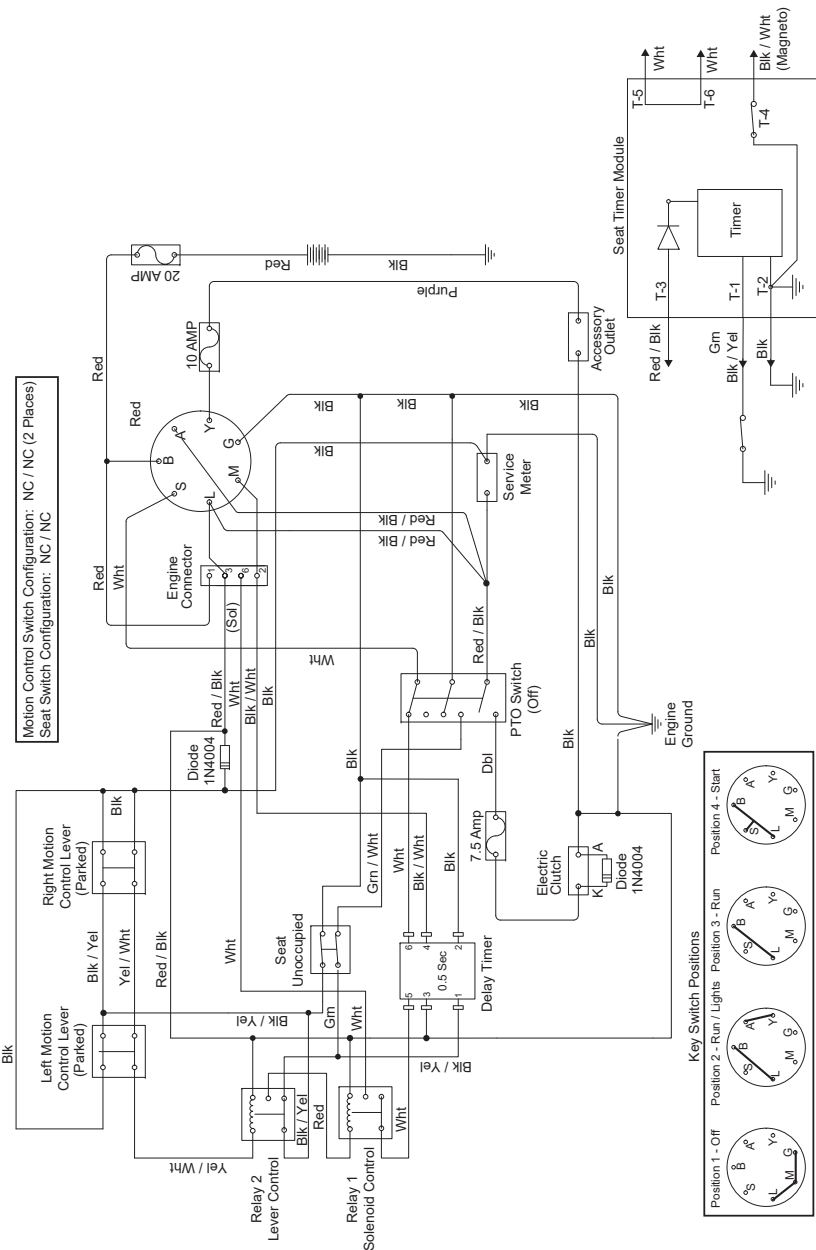 Motion Control Switch Configuration:  NC / NC (2 Places)
Seat Switch Configuration:  NC / NC
Blk
Left Motion
Control Lever
(Parked)
Blk / Yel
Yel / Wht
Right Motion
Control Lever
(Parked)
Blk
Red
Wht
Red
Red
B
A
S
Y
L
G
M
Engine
Connector
1
3
6
2
(Sol)
Red / Blk
Wht
Blk / Wht
Blk
Diode
1N4004
10 AMP
20 AMP
Red
Blk
Purple
Blk
Blk
Blk
Blk
Red / Blk
Red / Blk
Service
Meter
Accessory
Outlet
Wht
Red / Blk
PTO Switch
(Off)
Blk
Blk
Blk
Engine
Ground
Yel / Wht
Red / Blk
Wht
Blk / Yel
Seat
Unoccupied
Grn
Wht
Blk
Grn / Wht
Wht
Blk / Wht
Blk
Dbl
7.5 Amp
Electric
Clutch
K
A
Diode
1N4004
Relay 2
Lever Control
Blk / Yel
Red
Relay 1
Solenoid Control
Wht
Blk / Yel
5
6
3
4
1
2
0.5 Sec
Delay Timer
Key Switch Positions
Position 1 - Off
B
A
S
Y
L
G
M
Position 2 - Run / Lights
B
A
S
Y
L
G
M
Position 3 - Run
B
A
S
Y
L
G
M
Position 4 - Start
B
A
S
Y
L
G
M
Seat Timer Module
T-5
Wht
T-6
Wht
T-4
Blk / Wht
(Magneto)
T-3
Red / Blk
Timer
T-1
Grn
Blk / Yel
T-2
Blk